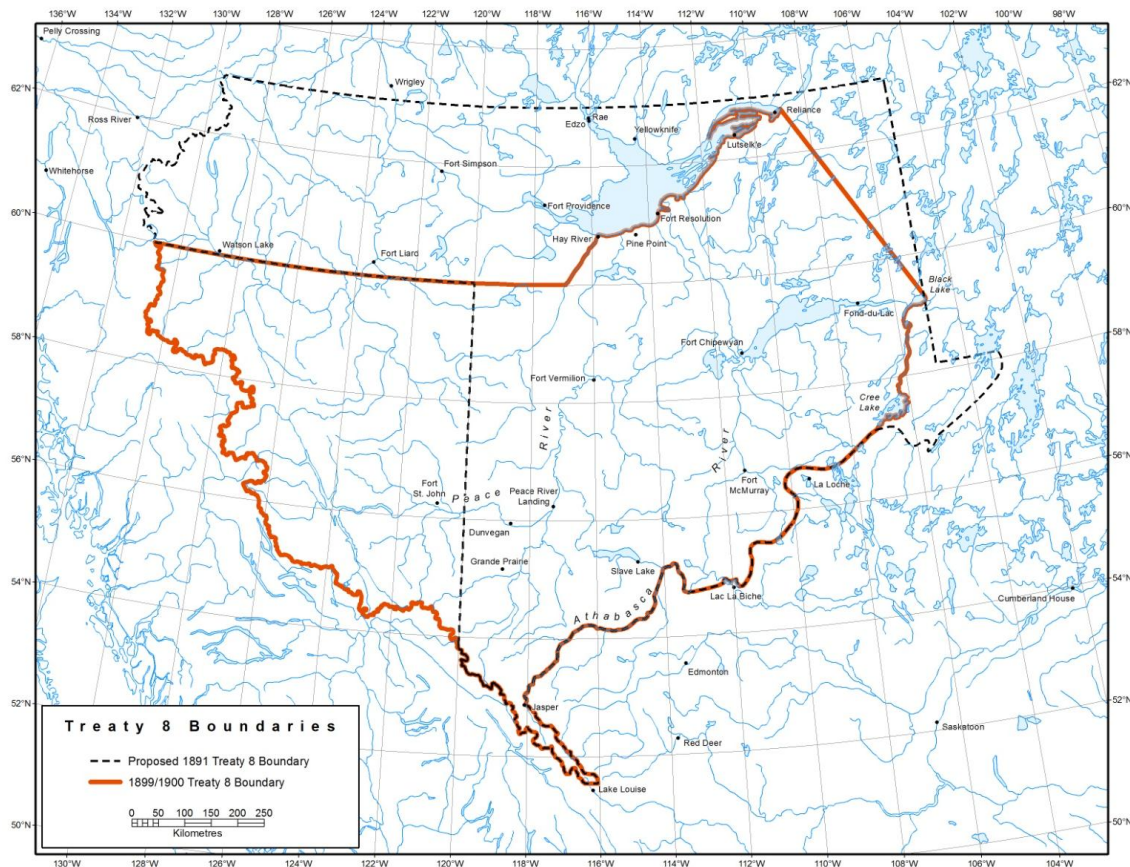 136°W 134°W 132°W 130°W 128°W 126°W 124°W 122°W 120°W 118°W 116°W 114°W 112°W 110°W 108°W 106°W 104°W 102°W 100°W 98°W
Pelly Crossing
62°N
Wrigley
62°N
Ross River
Rae
Edzo
Reliance
Yellowknife
Lutselk'e
Whitehorse
Fort Simpson
60°N
Fort Providence
Fort Resolution
60°N
Hay River
Pine Point
Watson Lake
Fort Liard
Black
Lake
Fond-du-Lac
58°N
Fort Chipewyan
58°N
Fort Vermilion
Cree
Lake
River
River
56°N
56°N
Fort
McMurray
La Loche
Fort
St. John
Peace
Peace River
Landing
Dunvegan
Grande Prairie
Slave Lake
54°N
54°N
Lac La Biche
Cumberland House
Athabasca
Edmonton
52°N
Jasper
52°N
Saskatoon
Red Deer
Lake Louise
50°N
50°N
Treaty 8 Boundaries
Proposed 1891 Treaty 8 Boundary
1899/1900 Treaty 8 Boundary
0 50 100 150 200 250
Kilometres
130°W 128°W 126°W 124°W 122°W 120°W 118°W 116°W 114°W 112°W 110°W 108°W 106°W 104°W